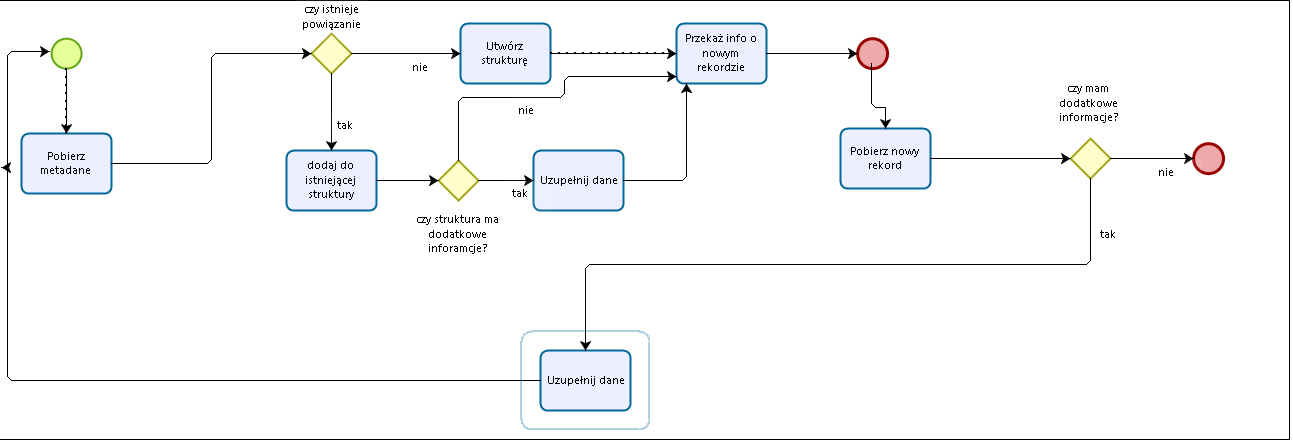 czy istnieje
powiązanie
Utwórz
strukturę
Przekaż info o
nowym
rekordzie
nie
czy mam
dodatkowe
informacje?
nie
tak
Pobierz
metadane
dodaj do
istniejącej
struktury
Uzupełnij dane
tak
Pobierz nowy
rekord
nie
czy struktura ma
dodatkowe
inforamcje?
tak
Uzupełnij dane